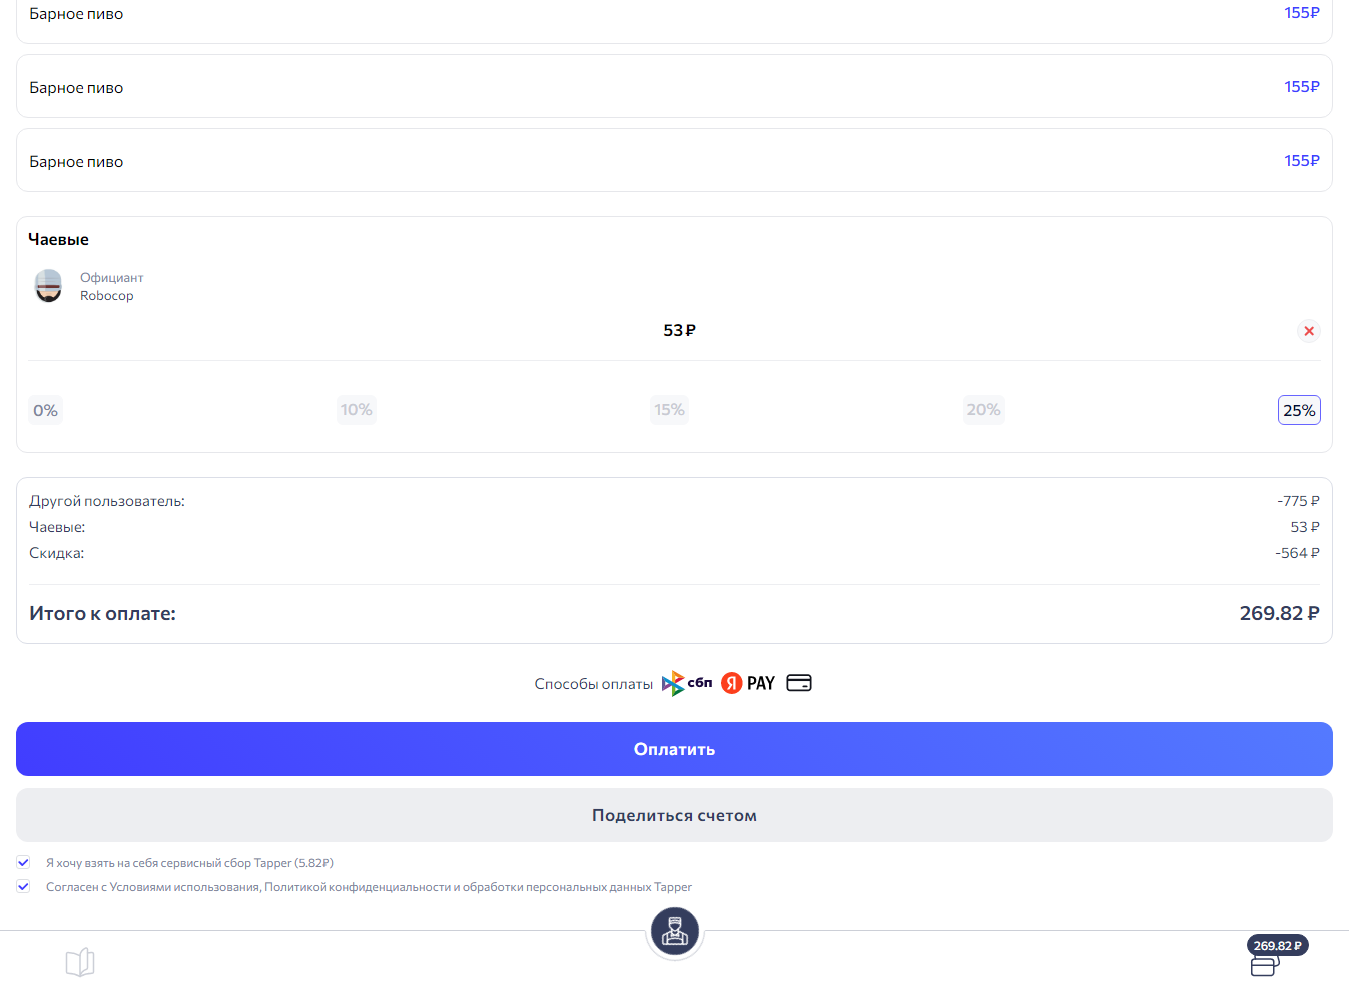 Барное пиво 155₽
Барное пиво 155₽
Барное пиво 155₽
Чаевые
Официант
Robocop
53 ₽
0% 10% 15% 20% 25%
Другой пользователь: -775 ₽
Чаевые: 53 ₽
Скидка: -564 ₽
Итого к оплате: 269.82 ₽
Способы оплаты сбп Я PAY
Оплатить
Поделиться счетом
Я хочу взять на себя сервисный сбор Tapper (5.82₽)
Согласен с Условиями использования, Политикой конфиденциальности и обработки персональных данных Tapper
269.82 ₽